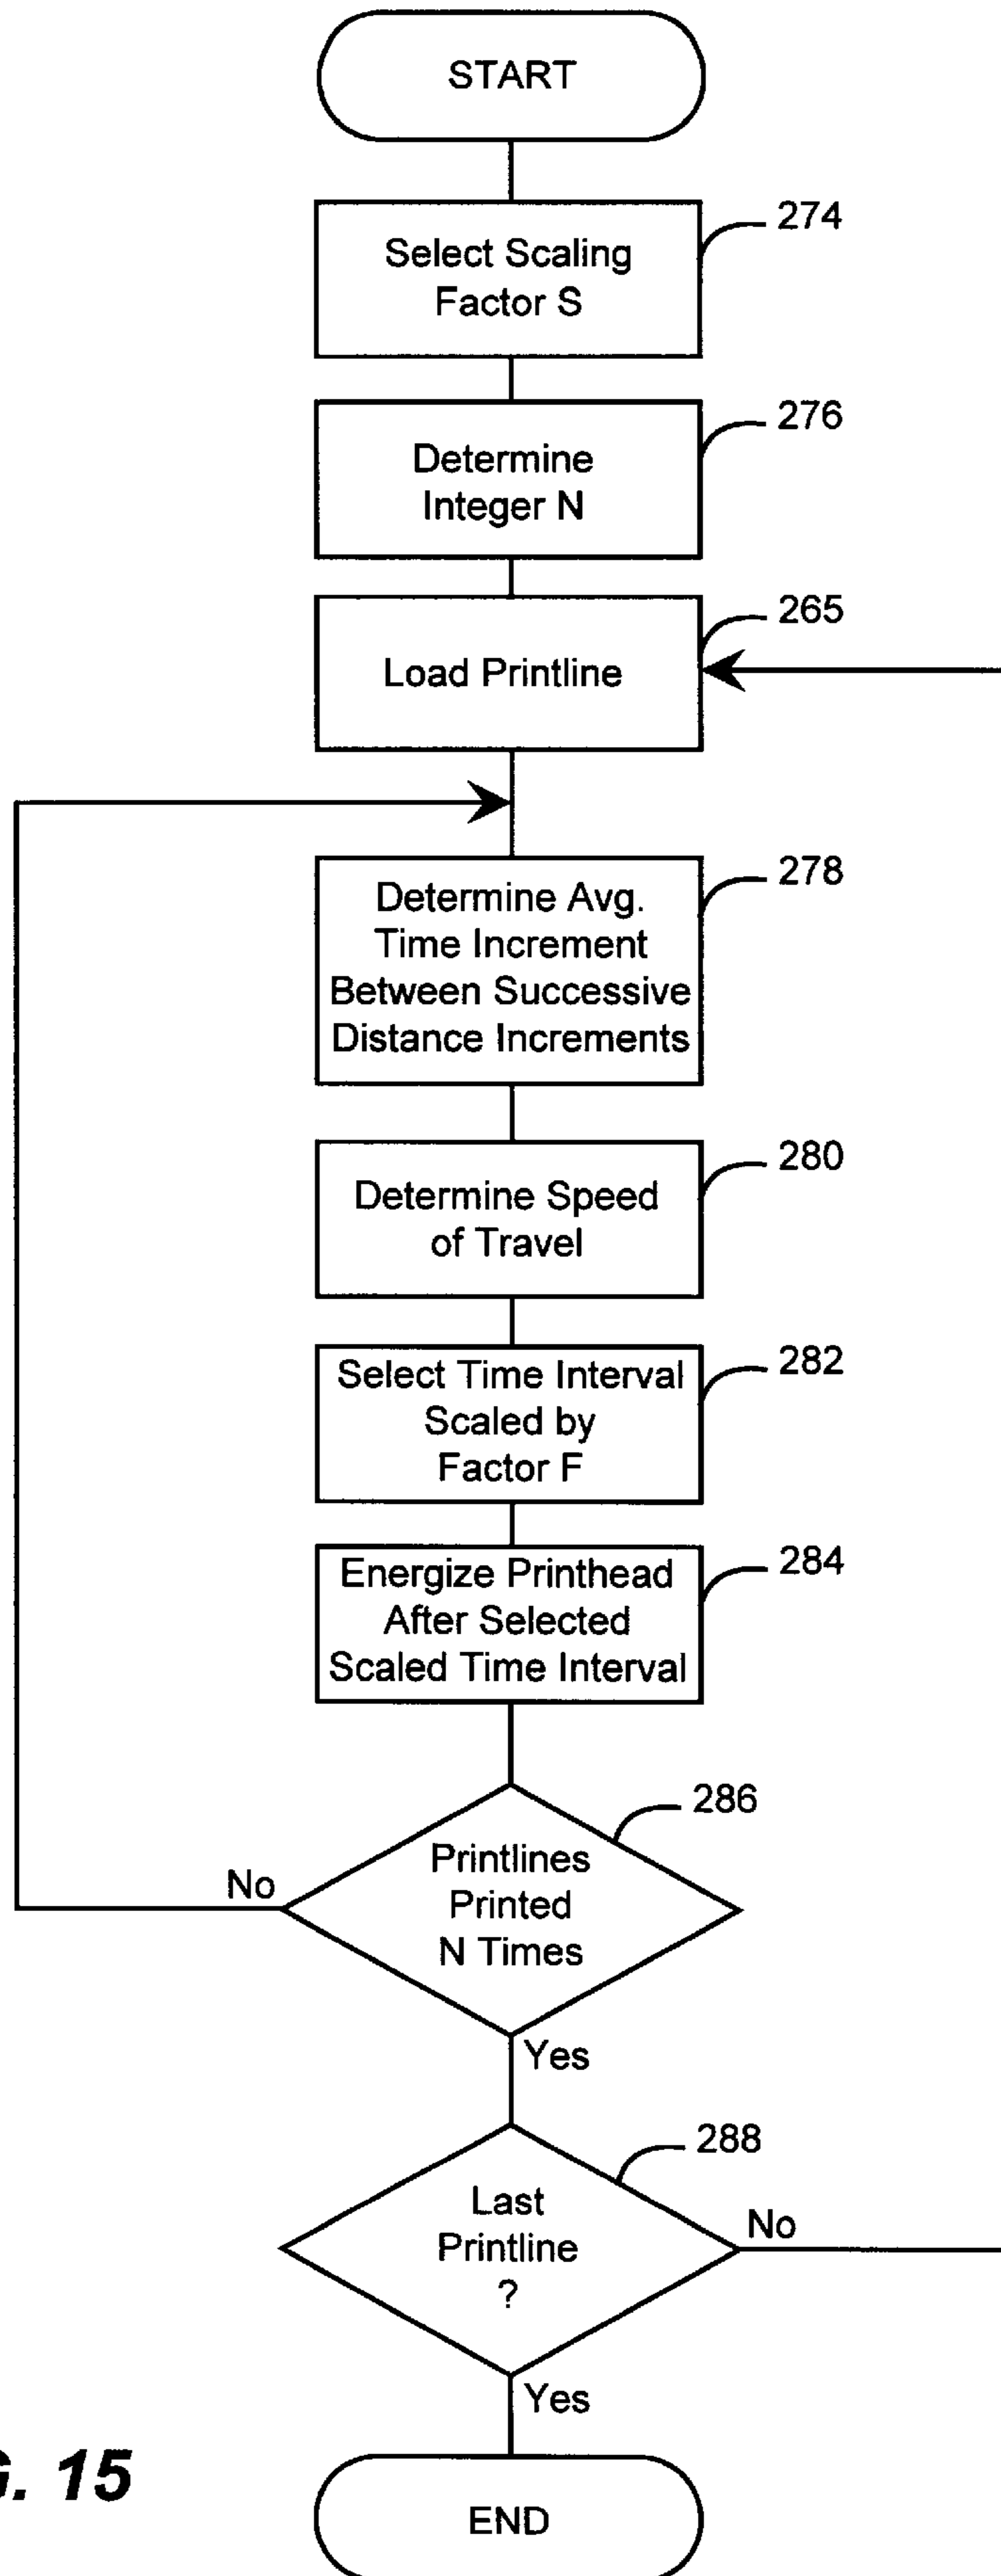 START
274
Select Scaling
Factor S
276
Determine
Integer N
265
Load Printline
278
Determine Avg.
Time Increment
Between Successive
Distance Increments
280
Determine Speed
of Travel
282
Select Time Interval
Scaled by
Factor F
284
Energize Printhead
After Selected
Scaled Time Interval
286
Printlines
Printed
N Times
No
Yes
288
Last
Printline
?
No
Yes
G. 15
END